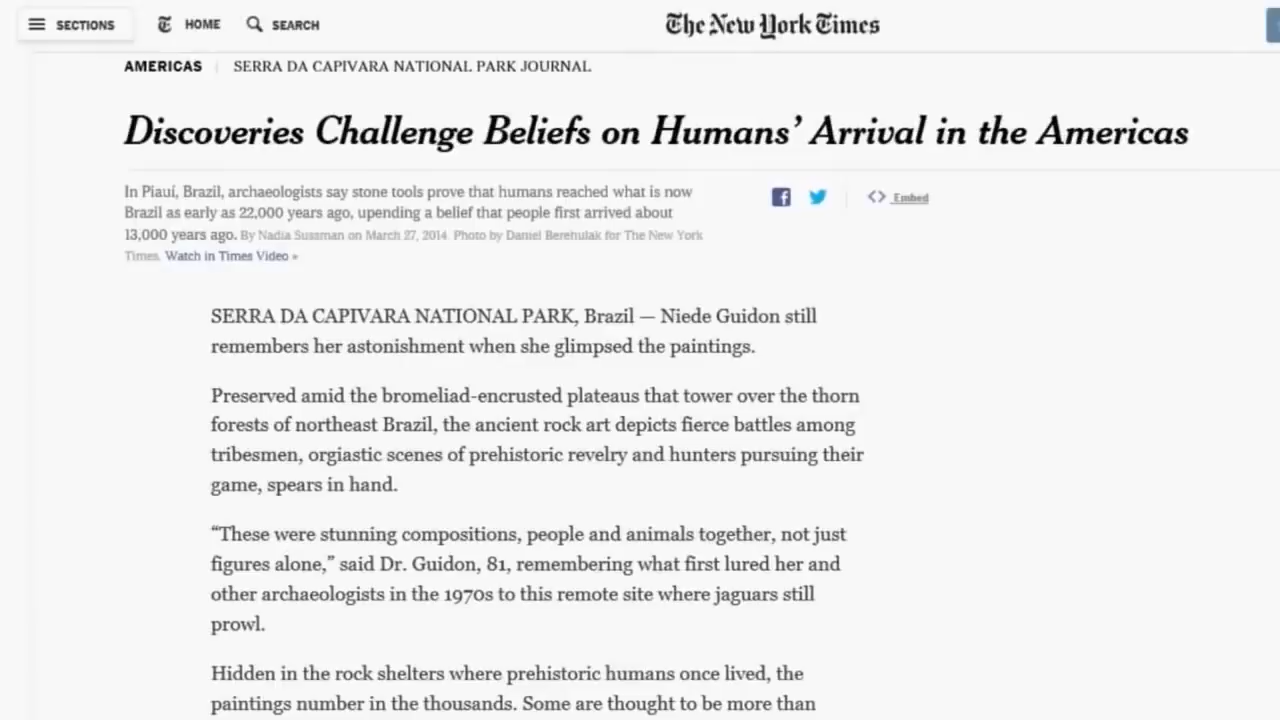 SECTIONS HOME SEARCH The New York Times
AMERICAS SERRA DA CAPIVARA NATIONAL PARK JOURNAL
Discoveries Challenge Beliefs on Humans' Arrival in the Americas
In Piauí, Brazil, archaeologists say stone tools prove that humans reached what is now
Brazil as early as 22,000 years ago, upending a belief that people first arrived about
13,000 years ago. By Nadia Sussman on March 27, 2014. Photo by Daniel Berehulak for The New York
Times. Watch in Times Video »
<> Embed
SERRA DA CAPIVARA NATIONAL PARK, Brazil — Niede Guidon still
remembers her astonishment when she glimpsed the paintings.
Preserved amid the bromeliad-encrusted plateaus that tower over the thorn
forests of northeast Brazil, the ancient rock art depicts fierce battles among
tribesmen, orgiastic scenes of prehistoric revelry and hunters pursuing their
game, spears in hand.
“These were stunning compositions, people and animals together, not just
figures alone,” said Dr. Guidon, 81, remembering what first lured her and
other archaeologists in the 1970s to this remote site where jaguars still
prowl.
Hidden in the rock shelters where prehistoric humans once lived, the
paintings number in the thousands. Some are thought to be more than